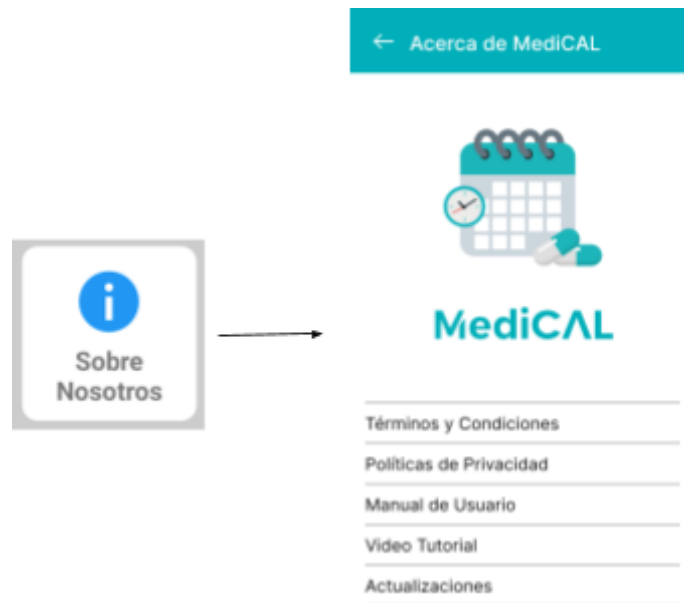 Sobre
Nosotros
Acerca de MediCAL
MediCAL
Términos y Condiciones
Políticas de Privacidad
Manual de Usuario
Video Tutorial
Actualizaciones